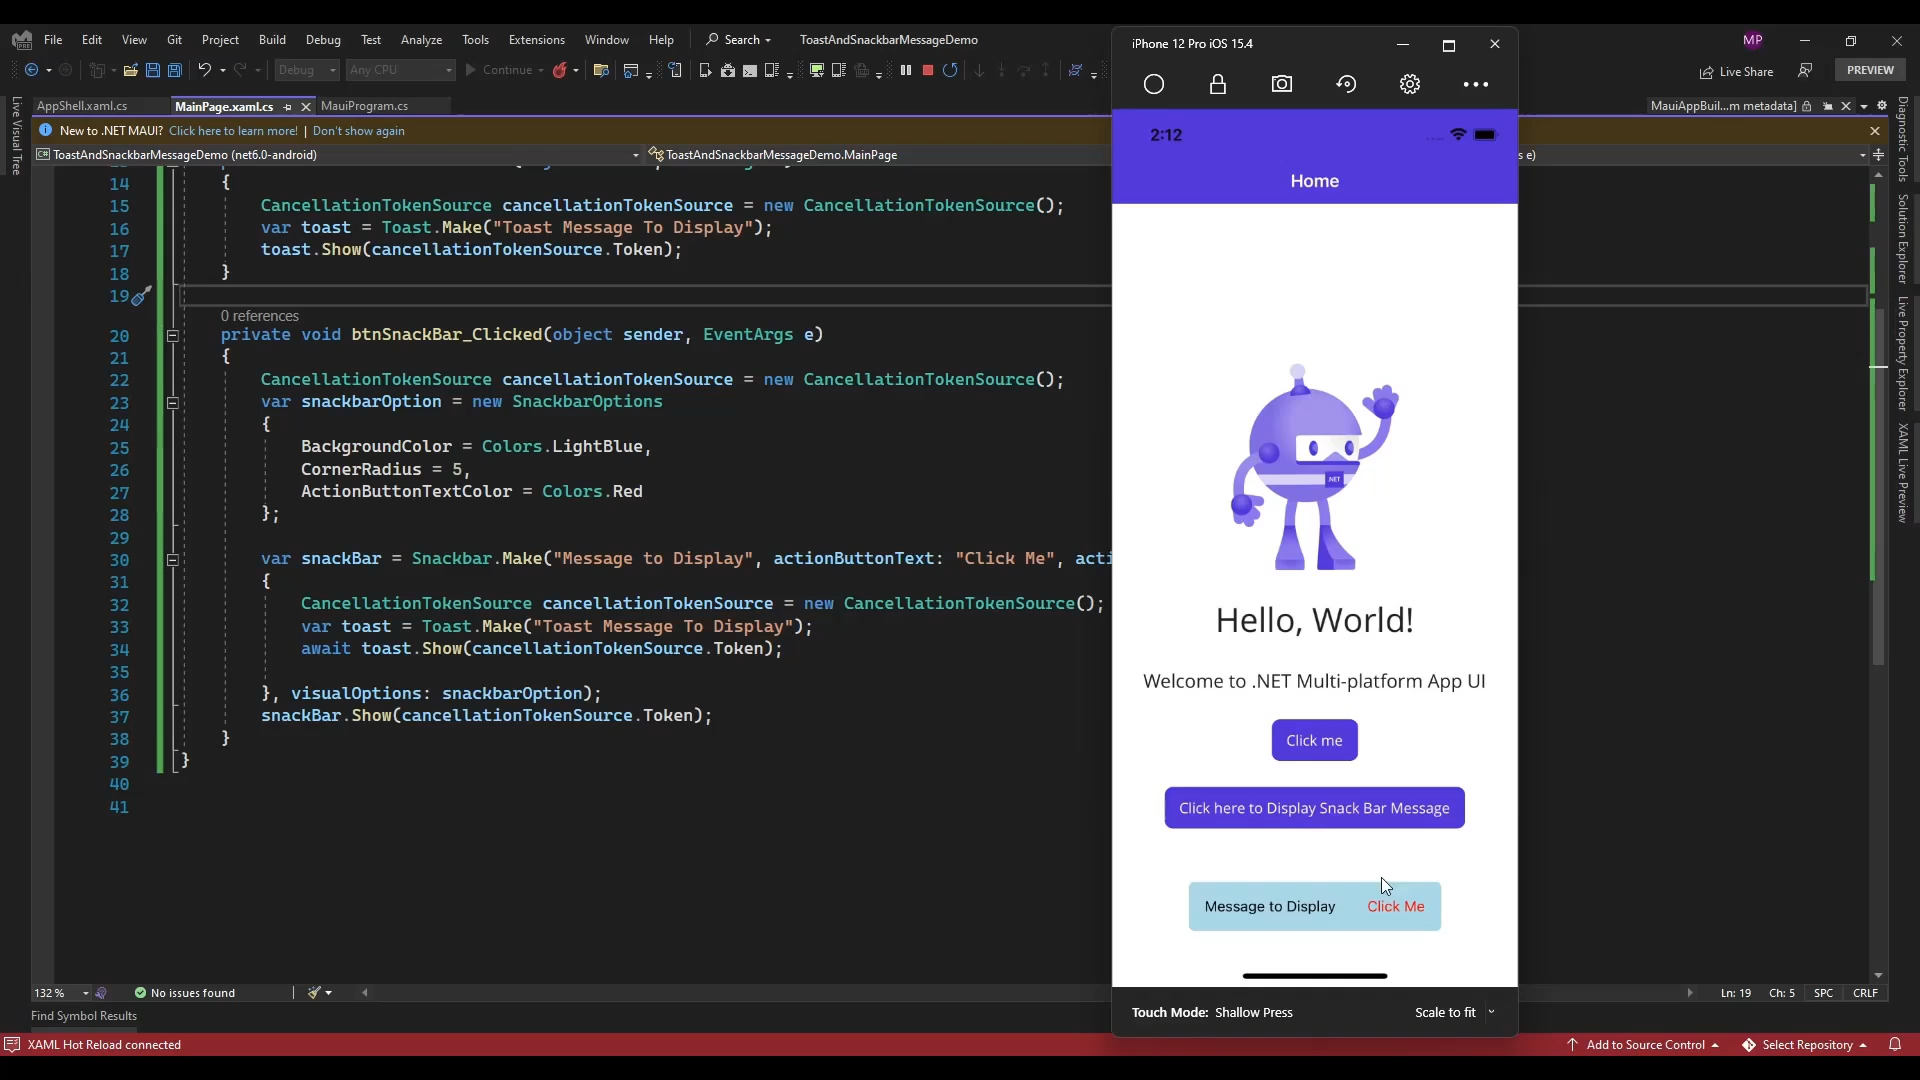 File Edit View Git Project Build Debug Test Analyze Tools Extensions Window Help Search ToastAndSnackbarMessageDemo MP
Debug Any CPU Continue Live Share PREVIEW
AppShell.xaml.cs MainPage.xaml.cs MauiProgram.cs MauiAppBuil...m metadata]
New to .NET MAUI? Click here to learn more! | Don't show again
ToastAndSnackbarMessageDemo (net6.0-android) ToastAndSnackbarMessageDemo.MainPage s e)
14 {
15 CancellationTokenSource cancellationTokenSource = new CancellationTokenSource();
16 var toast = Toast.Make("Toast Message To Display");
17 toast.Show(cancellationTokenSource.Token);
18 }
19
0 references
20 private void btnSnackBar_Clicked(object sender, EventArgs e)
21 {
22 CancellationTokenSource cancellationTokenSource = new CancellationTokenSource();
23 var snackbarOption = new SnackbarOptions
24 {
25 BackgroundColor = Colors.LightBlue,
26 CornerRadius = 5,
27 ActionButtonTextColor = Colors.Red
28 };
29
30 var snackBar = Snackbar.Make("Message to Display", actionButtonText: "Click Me", acti
31 {
32 CancellationTokenSource cancellationTokenSource = new CancellationTokenSource();
33 var toast = Toast.Make("Toast Message To Display");
34 await toast.Show(cancellationTokenSource.Token);
35
36 }, visualOptions: snackbarOption);
37 snackBar.Show(cancellationTokenSource.Token);
38 }
39 }
40
41
132 % No issues found Ln: 19 Ch: 5 SPC CRLF
Find Symbol Results
XAML Hot Reload connected Add to Source Control Select Repository
Live Visual Tree
Diagnostic Tools
Solution Explorer
Live Property Explorer
XAML Live Preview
iPhone 12 Pro iOS 15.4
2:12
Home
.NET
Hello, World!
Welcome to .NET Multi-platform App UI
Click me
Click here to Display Snack Bar Message
Message to Display Click Me
Touch Mode: Shallow Press Scale to fit